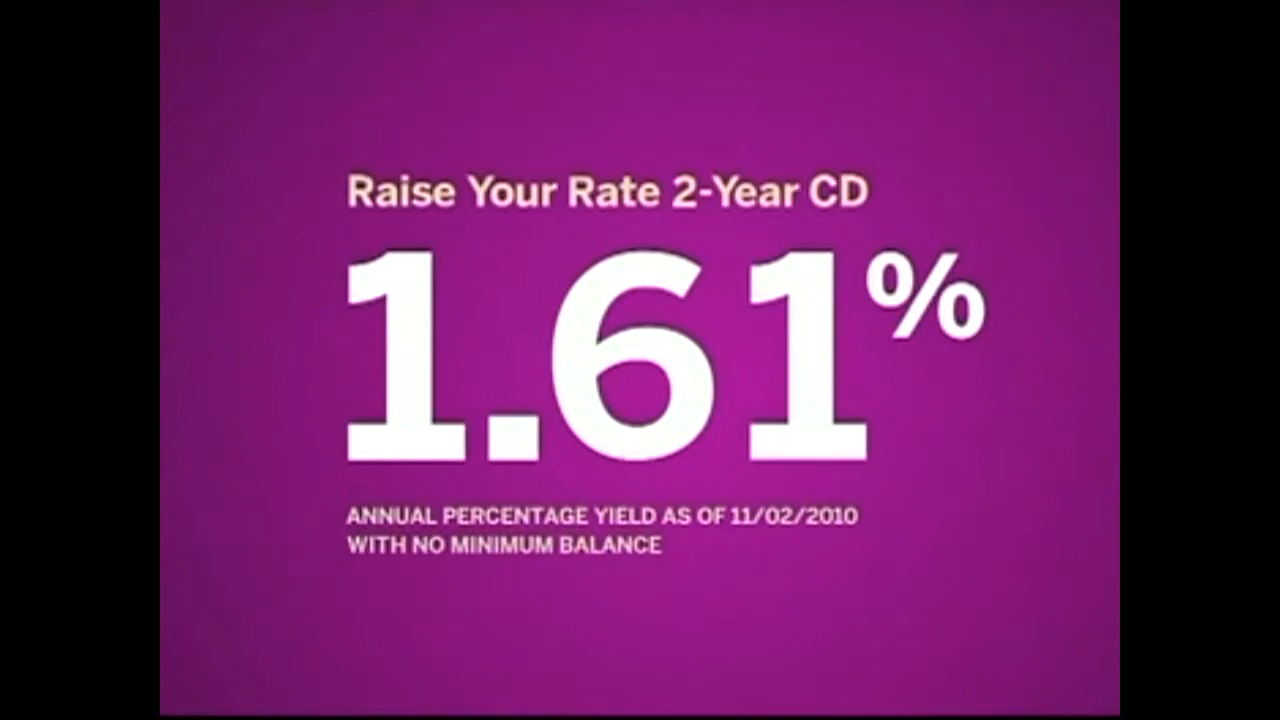 Raise Your Rate 2-Year CD
1.61%
ANNUAL PERCENTAGE YIELD AS OF 11/02/2010
WITH NO MINIMUM BALANCE